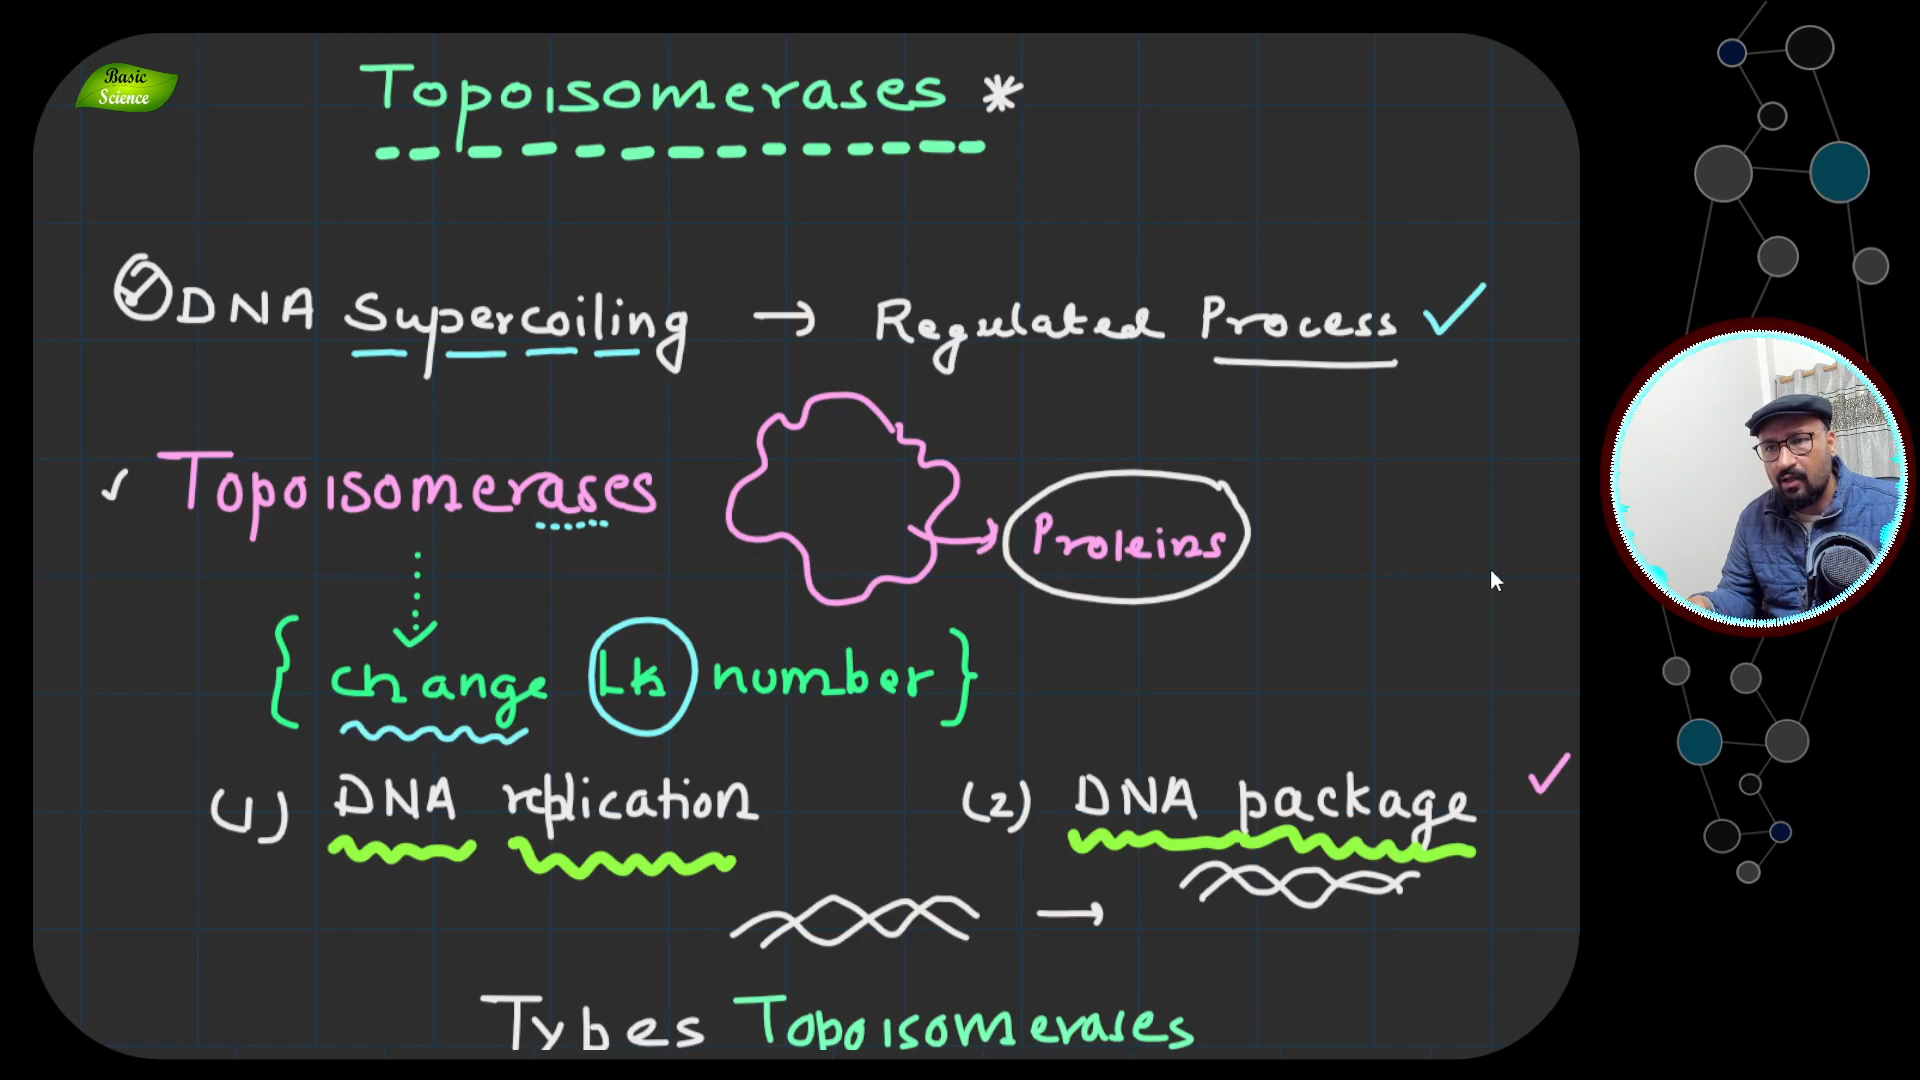 Basic
Science
Topoisomerases *
DNA Supercoiling → Regulated Process ✓
✓ Topoisomerases
Proteins
{ change Lk number }
(1) DNA replication
(2) DNA package ✓
Types Topoisomerases